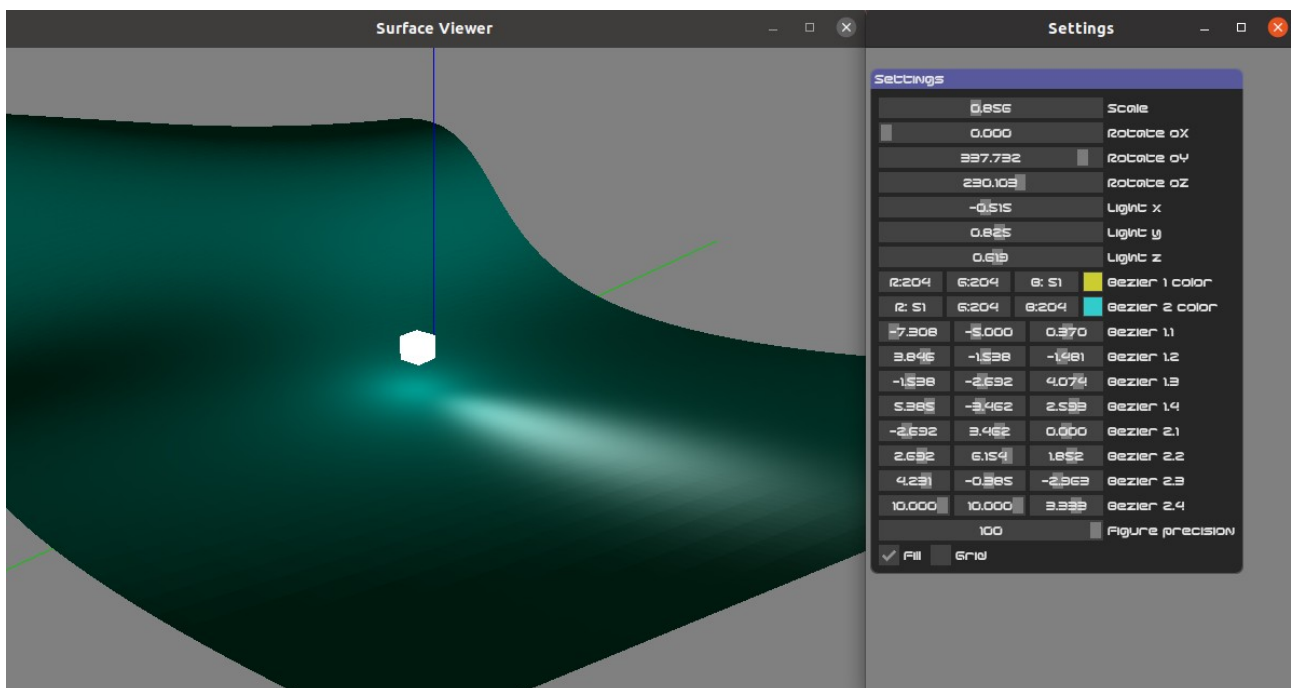 Surface Viewer
Settings
Settings
0.856 Scale
0.000 Rotate oX
337.732 Rotate oY
230.103 Rotate oZ
-0.515 Light x
0.825 Light y
0.619 Light z
R:204 G:204 B: 51 Bezier 1 color
R: 51 G:204 B:204 Bezier 2 color
-7.308 -5.000 0.370 Bezier 1.1
3.846 -1.538 -1.481 Bezier 1.2
-1.538 -2.692 4.074 Bezier 1.3
5.385 -3.462 2.593 Bezier 1.4
-2.692 3.462 0.000 Bezier 2.1
2.692 6.154 1.852 Bezier 2.2
4.231 -0.385 -2.963 Bezier 2.3
10.000 10.000 3.333 Bezier 2.4
100 Figure precision
Fill Grid